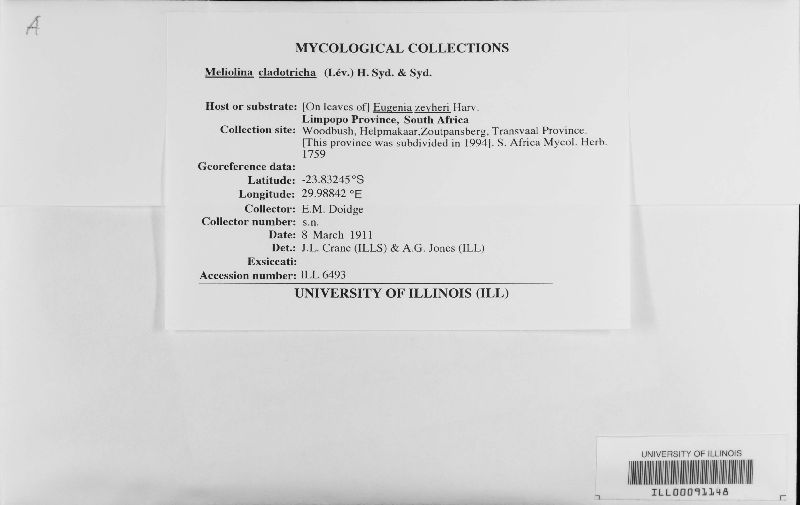 A
MYCOLOGICAL COLLECTIONS
Meliolina cladotricha (Lév.) H. Syd. & Syd.
Host or substrate: [On leaves of] Eugenia zeyheri Harv.
Limpopo Province, South Africa
Collection site: Woodbush, Helpmakaar,Zoutpansberg, Transvaal Province.
[This province was subdivided in 1994]. S. Africa Mycol. Herb.
1759
Georeference data:
Latitude: -23.83245°S
Longitude: 29.98842 °E
Collector: E.M. Doidge
Collector number: s.n.
Date: 8 March 1911
Det.: J.L. Crane (ILLS) & A.G. Jones (ILL)
Exsiccati:
Accession number: ILL 6493
UNIVERSITY OF ILLINOIS (ILL)
UNIVERSITY OF ILLINOIS
ILL00091148